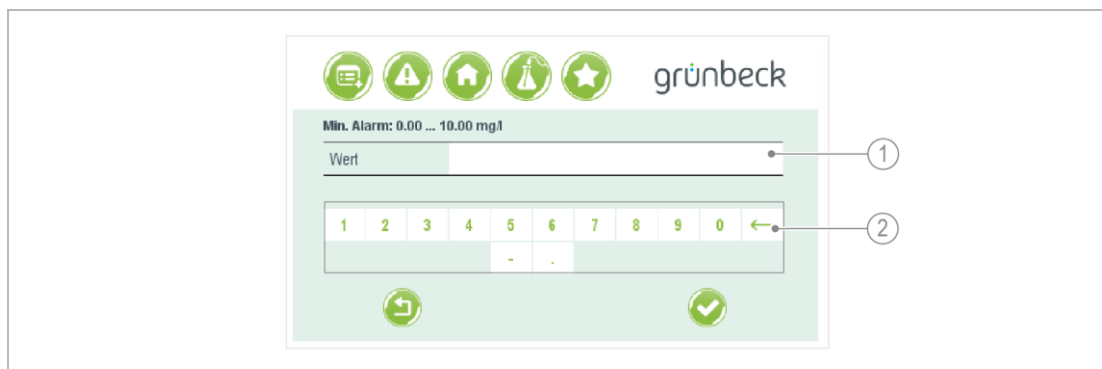 grünbeck
Min. Alarm: 0.00 ... 10.00 mg/l
Wert
1
1 2 3 4 5 6 7 8 9 0 ←
2
- .